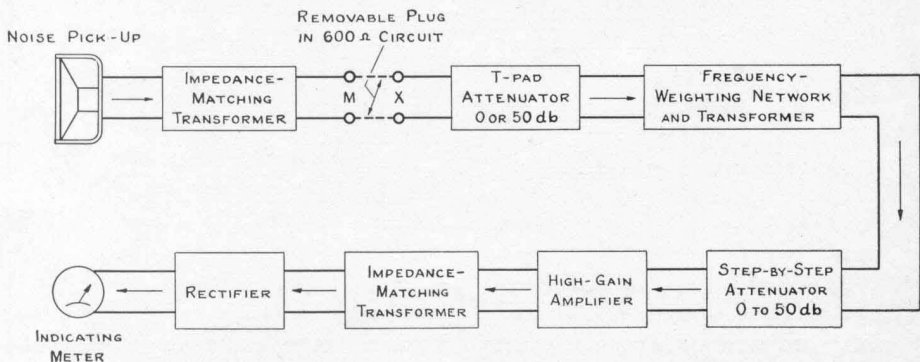 REMOVABLE PLUG
IN 600 Ω CIRCUIT
NOISE PICK-UP
IMPEDANCE-
MATCHING
TRANSFORMER
M X
T-PAD
ATTENUATOR
0 OR 50 db
FREQUENCY-
WEIGHTING NETWORK
AND TRANSFORMER
RECTIFIER
IMPEDANCE-
MATCHING
TRANSFORMER
HIGH-GAIN
AMPLIFIER
STEP-BY-STEP
ATTENUATOR
0 TO 50 db
INDICATING
METER